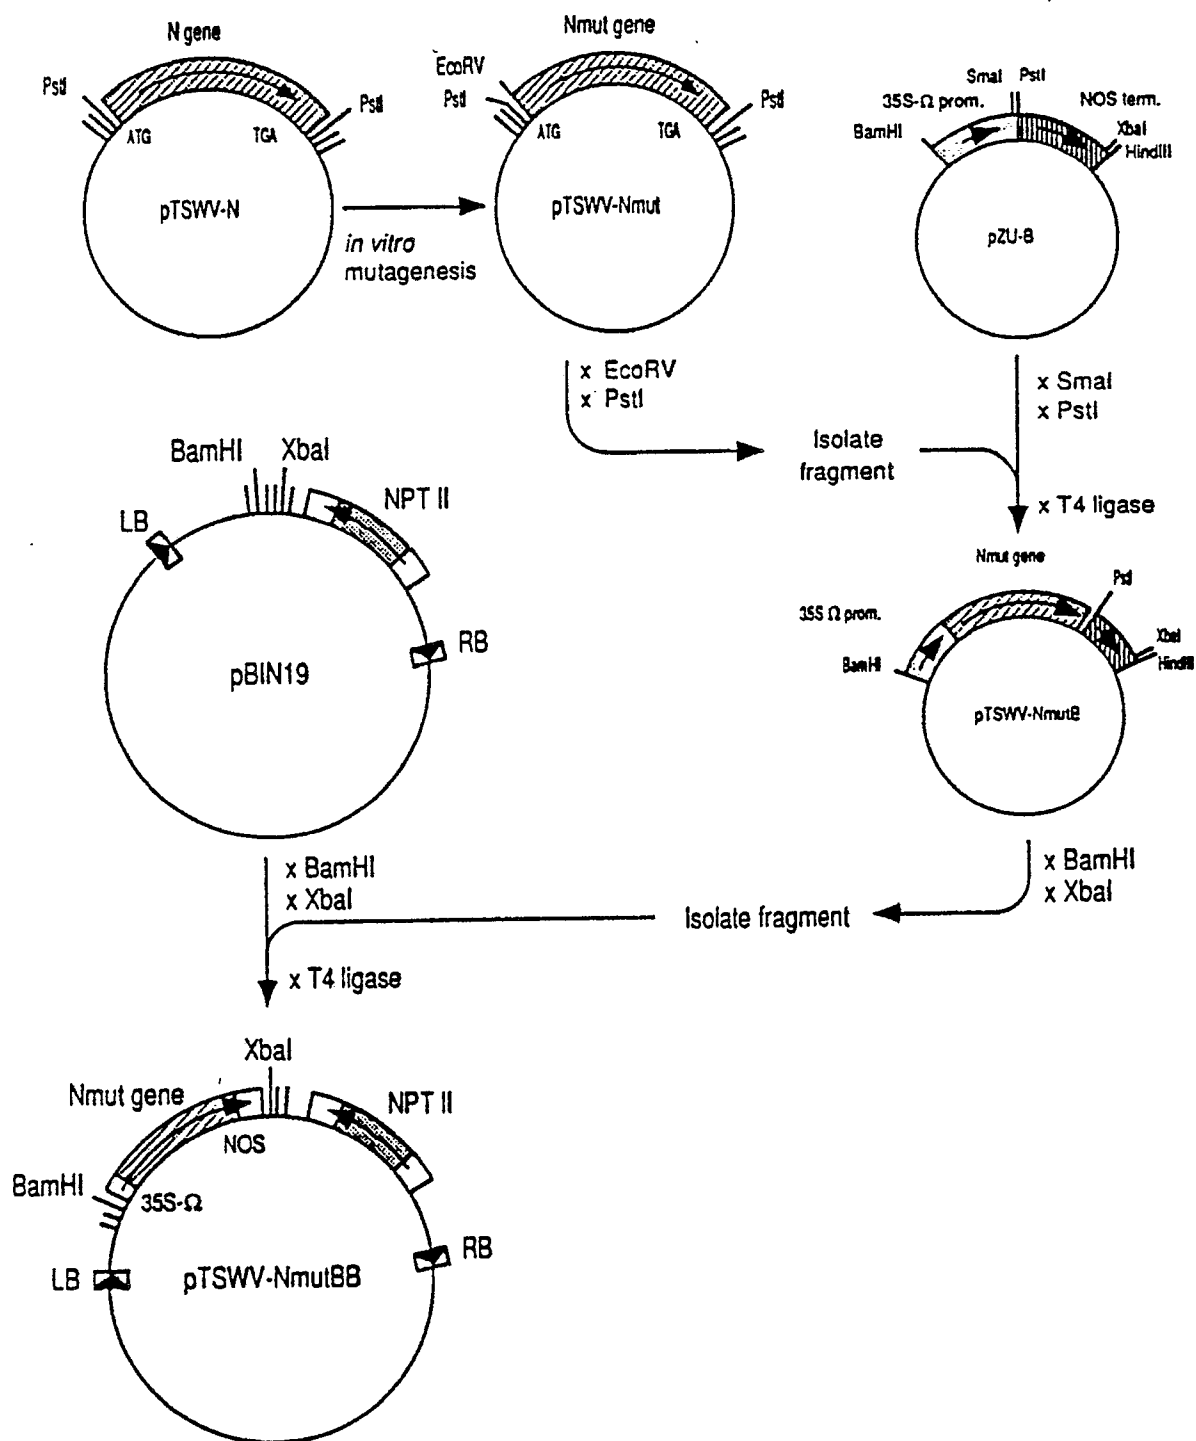 N gene
PstI
PstI
ATG
TGA
pTSWV-N
in vitro
mutagenesis
Nmut gene
EcoRV
PstI
PstI
ATG
TGA
pTSWV-Nmut
SmaI PstI
35S-Ω prom.
NOS term.
BamHI
XbaI
HindIII
pZU-B
x EcoRV
x PstI
Isolate
fragment
x SmaI
x PstI
x T4 ligase
BamHI
XbaI
NPT II
LB
RB
pBIN19
Nmut gene
PstI
35S Ω prom.
XbaI
BamHI
HindIII
pTSWV-NmutB
x BamHI
x XbaI
Isolate fragment
x BamHI
x XbaI
x T4 ligase
XbaI
Nmut gene
NPT II
NOS
BamHI
35S-Ω
LB
RB
pTSWV-NmutBB